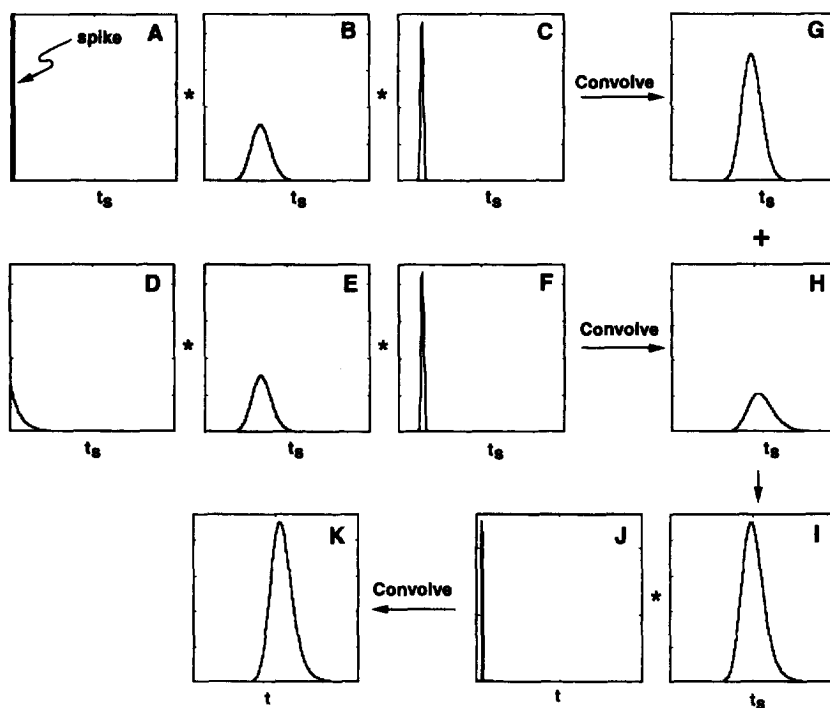 spike A B C Convolve G
* *
t_s t_s t_s t_s
+
D E F Convolve H
* *
t_s t_s t_s t_s
K Convolve J I
*
t t t_s